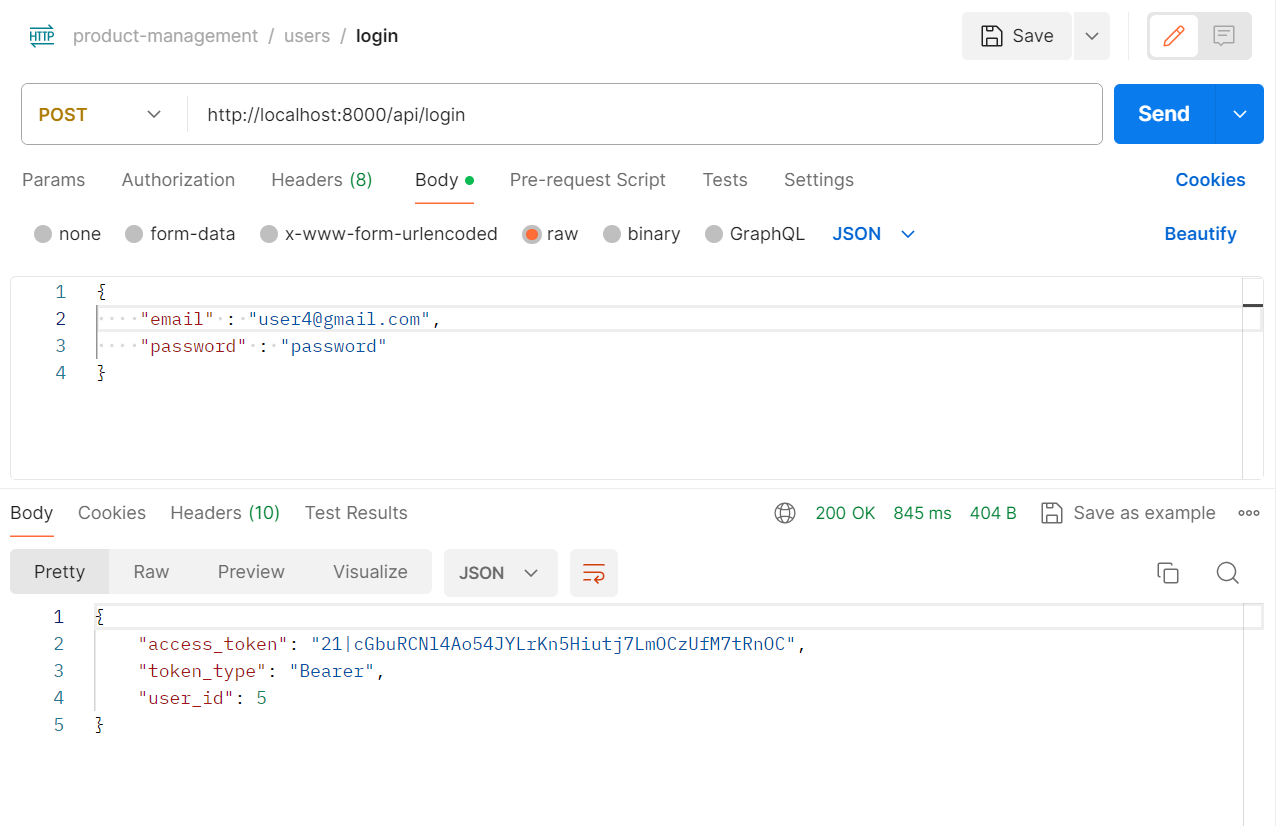 HTTP product-management / users / login Save
POST http://localhost:8000/api/login Send
Params Authorization Headers (8) Body Pre-request Script Tests Settings Cookies
none form-data x-www-form-urlencoded raw binary GraphQL JSON Beautify
1 {
2 "email" : "user4@gmail.com",
3 "password" : "password"
4 }
Body Cookies Headers (10) Test Results 200 OK 845 ms 404 B Save as example
Pretty Raw Preview Visualize JSON
1 {
2 "access_token": "21|cGbuRCNl4Ao54JYLrKn5Hiutj7LmOCzUfM7tRnOC",
3 "token_type": "Bearer",
4 "user_id": 5
5 }